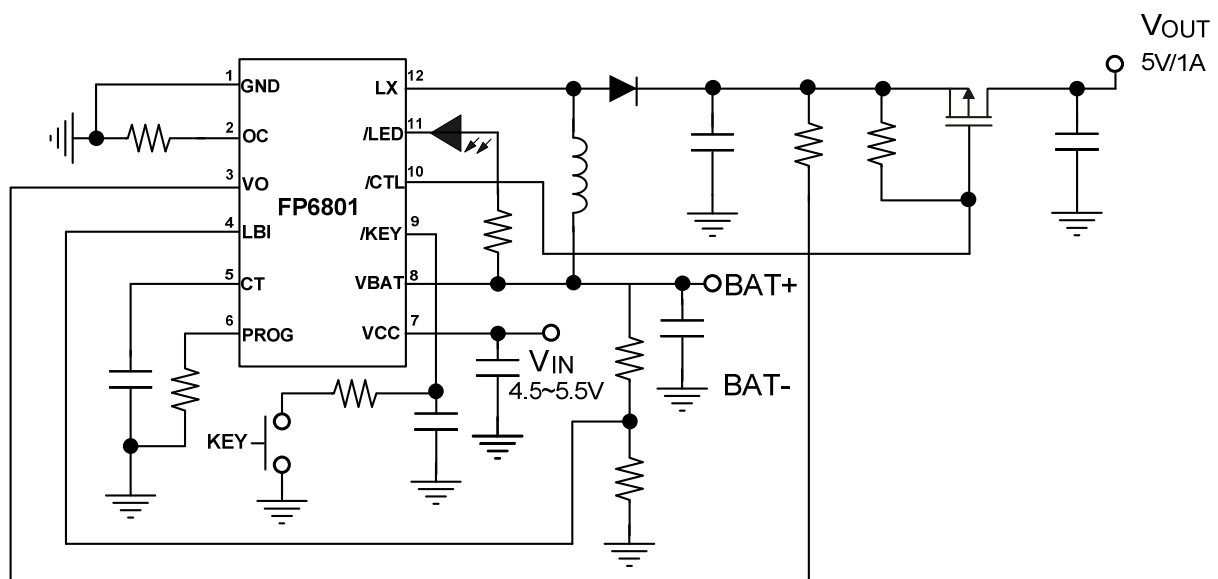 VOUT
5V/1A
1 GND
2 OC
3 VO
4 LBI
5 CT
6 PROG
FP6801
12 LX
11 /LED
10 /CTL
9 /KEY
8 VBAT
7 VCC
BAT+
VIN
4.5~5.5V
BAT-
KEY